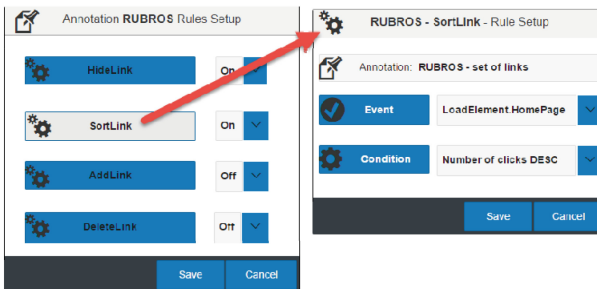 Annotation RUBROS Rules Setup
HideLink On
SortLink On
AddLink Off
DeleteLink Off
Save Cancel
RUBROS - SortLink - Rule Setup
Annotation: RUBROS - set of links
Event LoadElement.HomePage
Condition Number of clicks DESC
Save Cancel